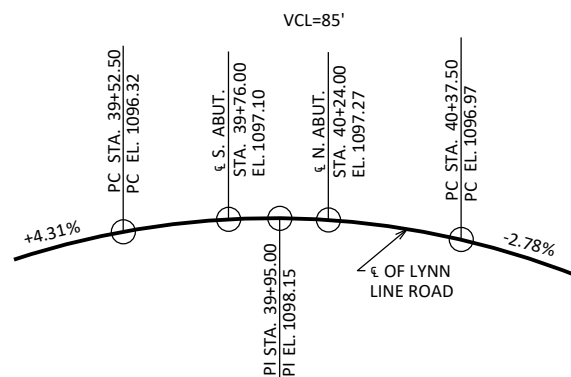 VCL=85'
PC STA. 39+52.50
PC EL. 1096.32
℄ S. ABUT.
STA. 39+76.00
EL. 1097.10
℄ N. ABUT.
STA. 40+24.00
EL. 1097.27
PC STA. 40+37.50
PC EL. 1096.97
+4.31%
-2.78%
℄ OF LYNN
LINE ROAD
PI STA. 39+95.00
PI EL. 1098.15